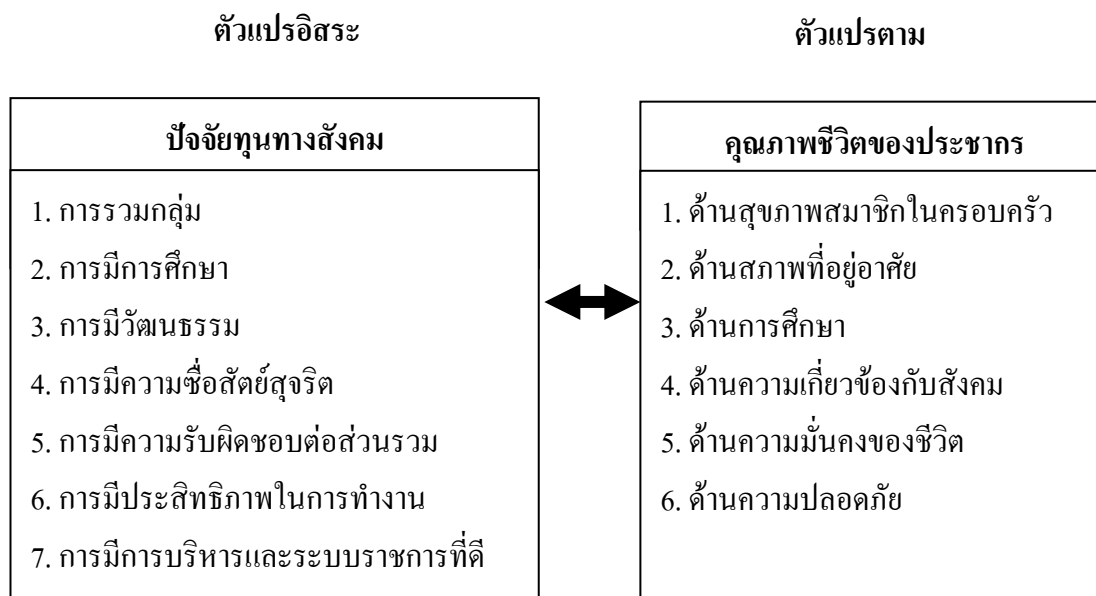 ตัวแปรอิสระ
ตัวแปรตาม
ปัจจัยทุนทางสังคม
1. การรวมกลุ่ม
2. การมีการศึกษา
3. การมีวัฒนธรรม
4. การมีความซื่อสัตย์สุจริต
5. การมีความรับผิดชอบต่อส่วนรวม
6. การมีประสิทธิภาพในการทำงาน
7. การมีการบริหารและระบบราชการที่ดี
คุณภาพชีวิตของประชากร
1. ด้านสุขภาพสมาชิกในครอบครัว
2. ด้านสภาพที่อยู่อาศัย
3. ด้านการศึกษา
4. ด้านความเกี่ยวข้องกับสังคม
5. ด้านความมั่นคงของชีวิต
6. ด้านความปลอดภัย